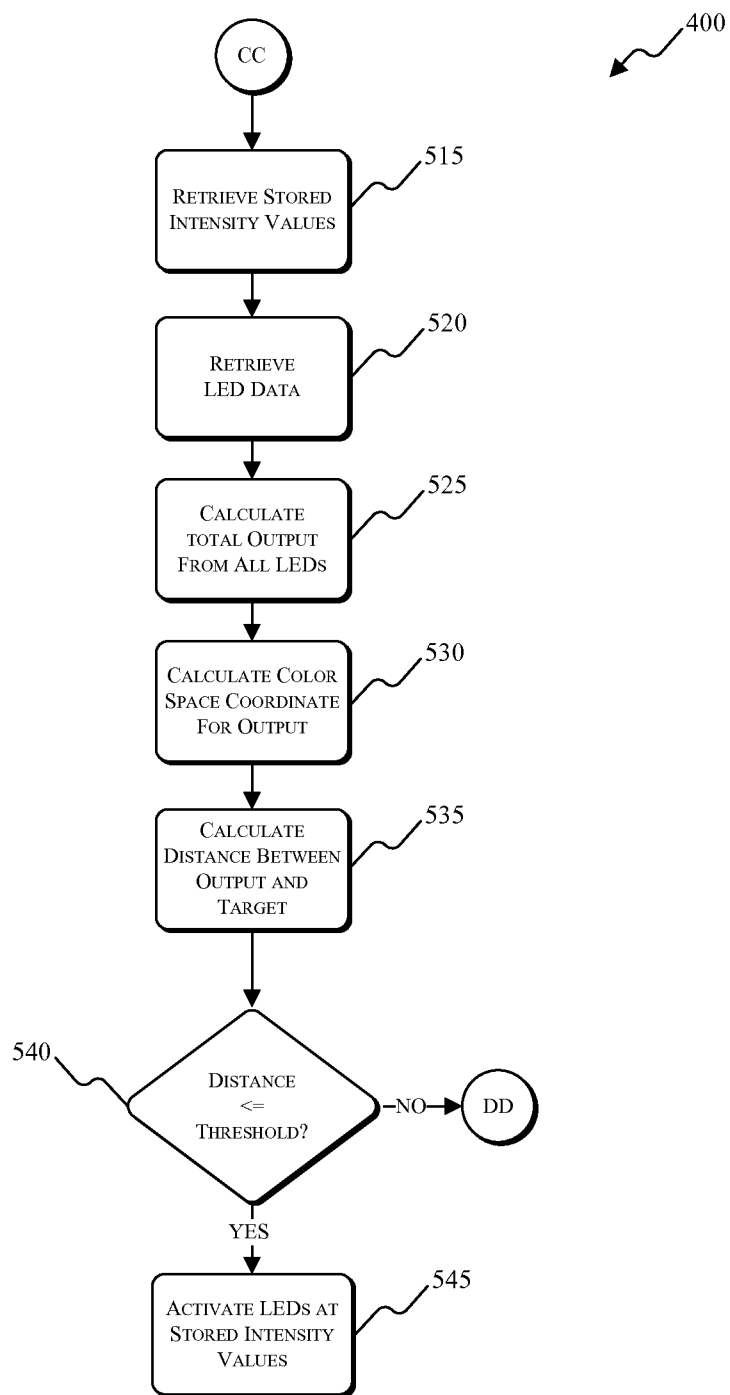 CC
400
515
RETRIEVE STORED
INTENSITY VALUES
520
RETRIEVE
LED DATA
525
CALCULATE
TOTAL OUTPUT
FROM ALL LEDS
530
CALCULATE COLOR
SPACE COORDINATE
FOR OUTPUT
535
CALCULATE
DISTANCE BETWEEN
OUTPUT AND
TARGET
540
DISTANCE
<=
THRESHOLD?
NO
DD
YES
545
ACTIVATE LEDS AT
STORED INTENSITY
VALUES